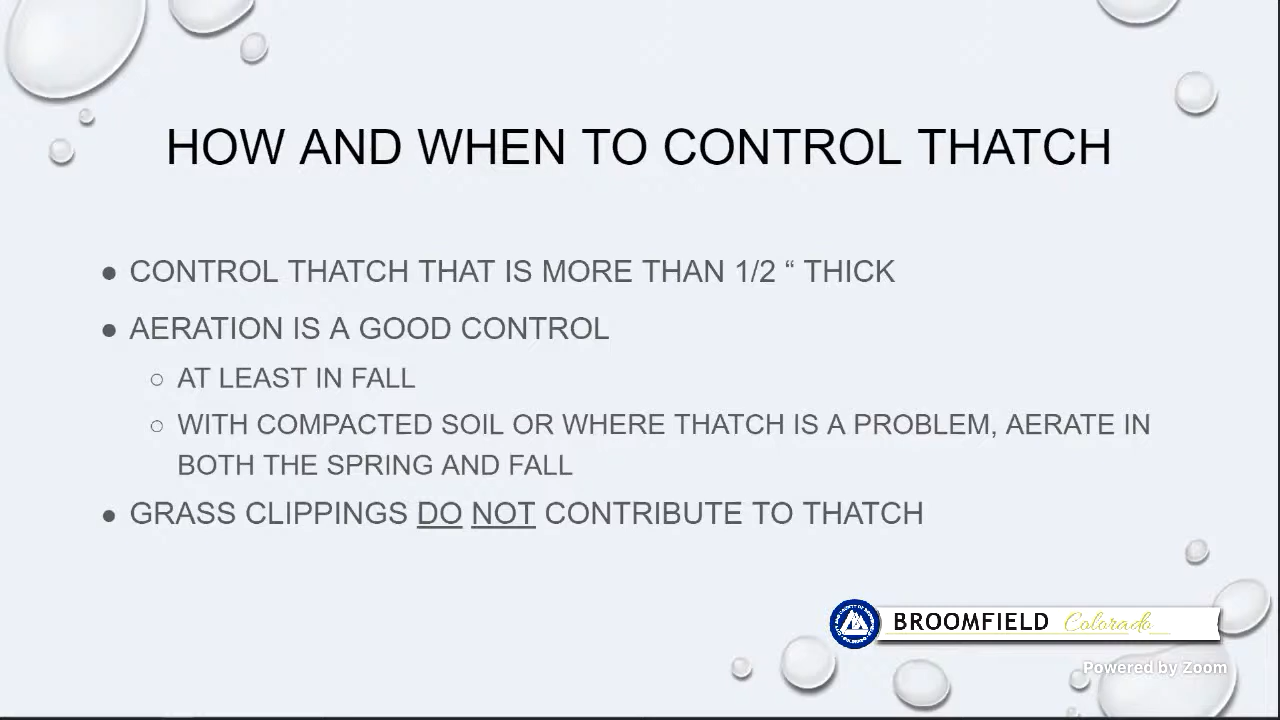 HOW AND WHEN TO CONTROL THATCH
● CONTROL THATCH THAT IS MORE THAN 1/2 “ THICK
● AERATION IS A GOOD CONTROL
○ AT LEAST IN FALL
○ WITH COMPACTED SOIL OR WHERE THATCH IS A PROBLEM, AERATE IN
BOTH THE SPRING AND FALL
● GRASS CLIPPINGS DO NOT CONTRIBUTE TO THATCH
BROOMFIELD Colorado
Powered by Zoom